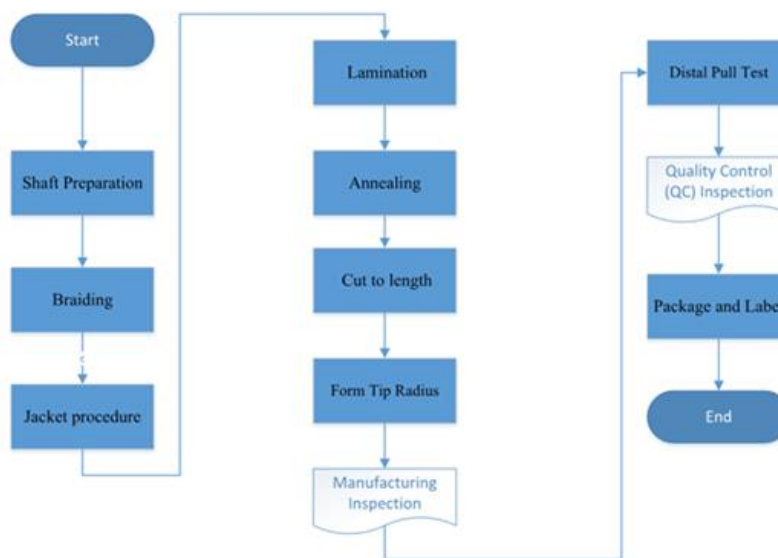 Start
Shaft Preparation
Braiding
Jacket procedure
Lamination
Annealing
Cut to length
Form Tip Radius
Manufacturing
Inspection
Distal Pull Test
Quality Control
(QC) Inspection
Package and Labe
End